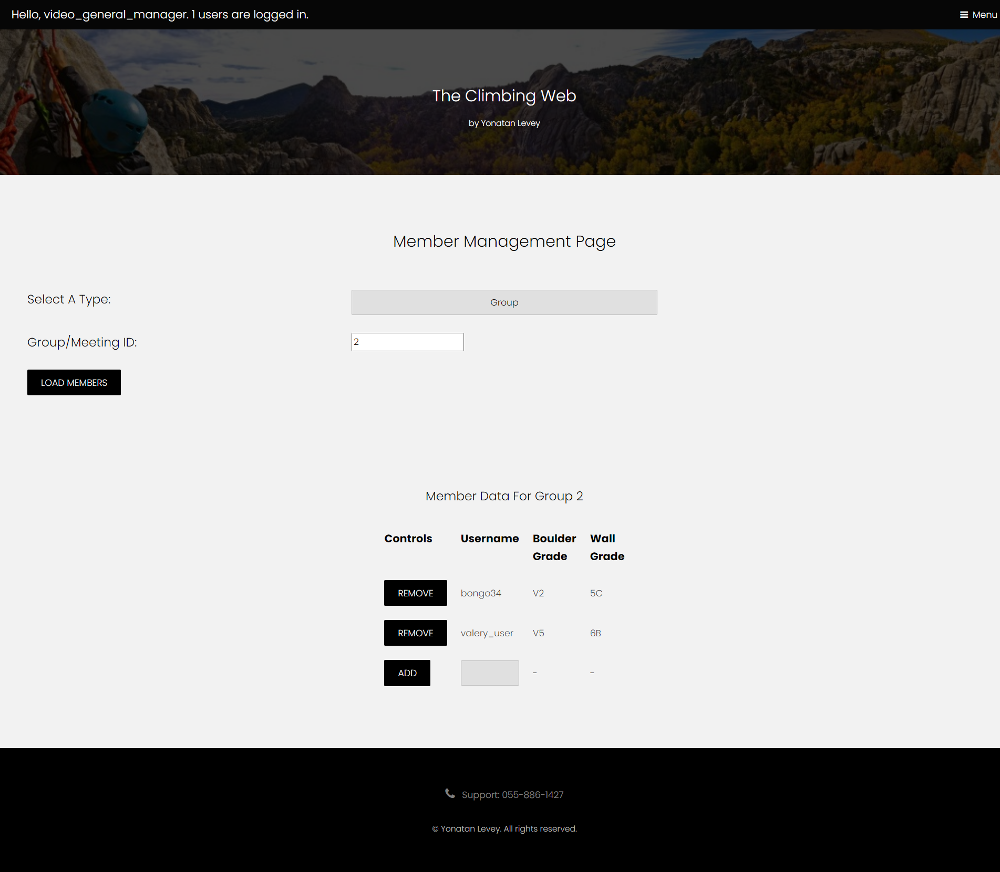 Hello, video_general_manager. 1 users are logged in.
Menu
The Climbing Web
by Yonatan Levey
Member Management Page
Select A Type:
Group
Group/Meeting ID:
2
LOAD MEMBERS
Member Data For Group 2
Controls Username Boulder Grade Wall Grade
REMOVE bongo34 V2 5C
REMOVE valery_user V5 6B
ADD - -
Support: 055-886-1427
© Yonatan Levey. All rights reserved.